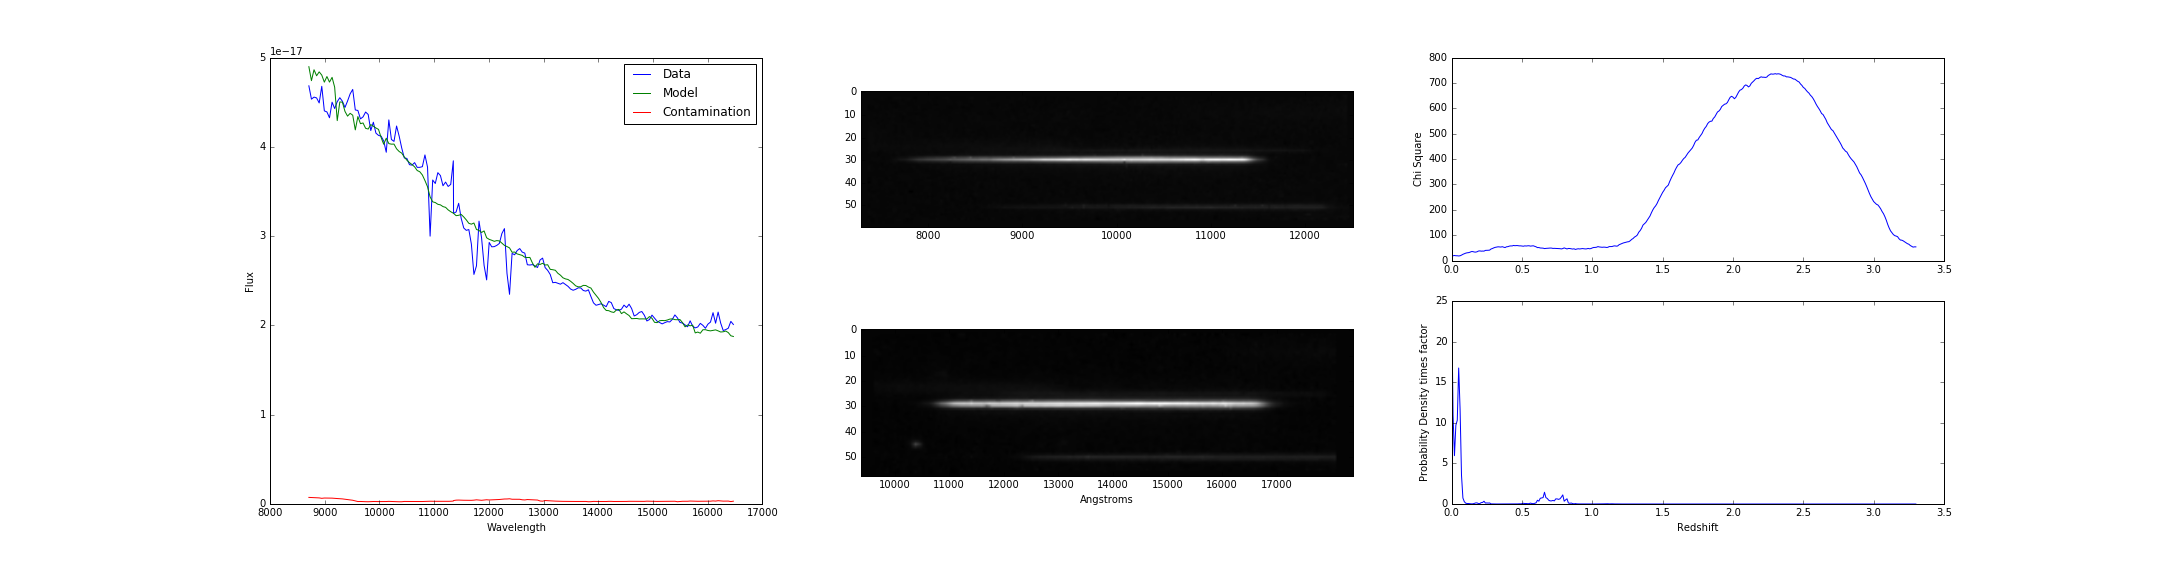 1e−17
5
4
3
2
1
0
Flux
8000 9000 10000 11000 12000 13000 14000 15000 16000 17000
Wavelength
Data
Model
Contamination
0
10
20
30
40
50
8000 9000 10000 11000 12000
0
10
20
30
40
50
10000 11000 12000 13000 14000 15000 16000 17000
Angstroms
800
700
600
500
400
300
200
100
0
Chi Square
0.0 0.5 1.0 1.5 2.0 2.5 3.0 3.5
25
20
15
10
5
0
Probability Density times factor
0.0 0.5 1.0 1.5 2.0 2.5 3.0 3.5
Redshift